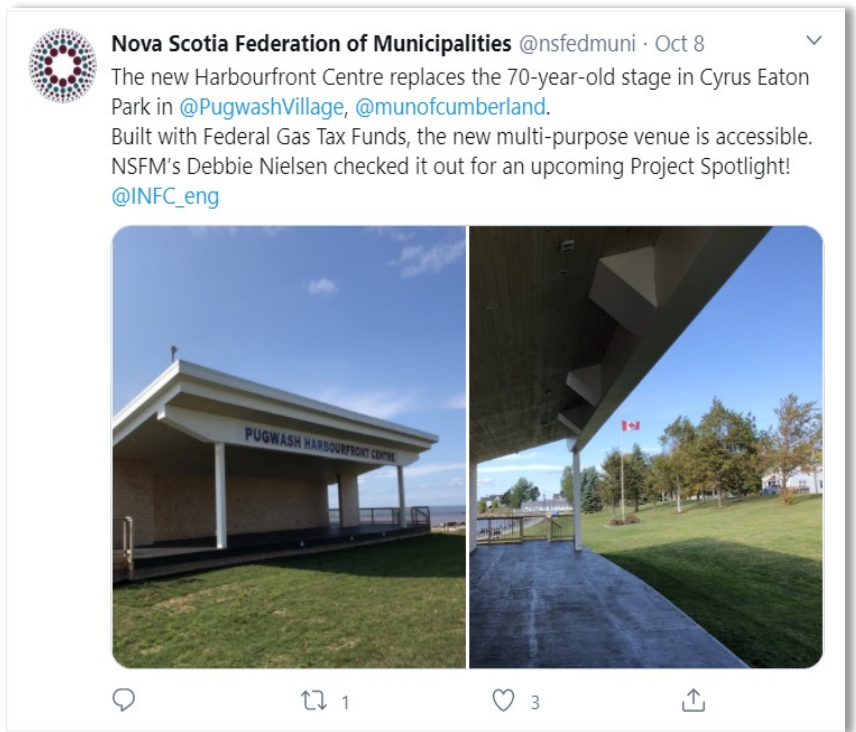 Nova Scotia Federation of Municipalities @nsfedmuni · Oct 8
The new Harbourfront Centre replaces the 70-year-old stage in Cyrus Eaton
Park in @PugwashVillage, @munofcumberland.
Built with Federal Gas Tax Funds, the new multi-purpose venue is accessible.
NSFM's Debbie Nielsen checked it out for an upcoming Project Spotlight!
@INFC_eng
PUGWASH HARBOURFRONT CENTRE
1
3